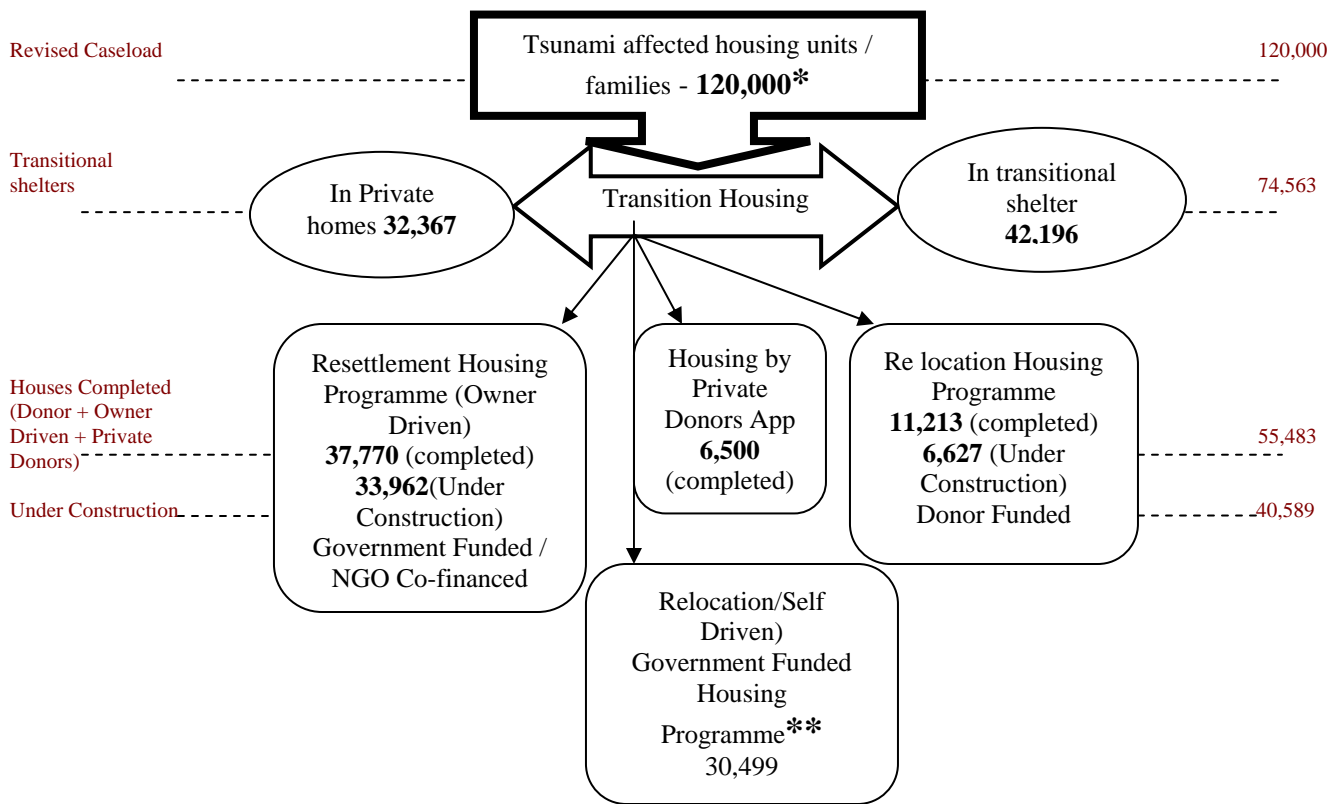 Revised Caseload
Tsunami affected housing units /
families - 120,000*
120,000
Transitional
shelters
In Private
homes 32,367
Transition Housing
In transitional
shelter
42,196
74,563
Houses Completed
(Donor + Owner
Driven + Private
Donors)
Under Construction
Resettlement Housing
Programme (Owner
Driven)
37,770 (completed)
33,962(Under
Construction)
Government Funded /
NGO Co-financed
Housing by
Private
Donors App
6,500
(completed)
Re location Housing
Programme
11,213 (completed)
6,627 (Under
Construction)
Donor Funded
55,483
40,589
Relocation/Self
Driven)
Government Funded
Housing
Programme**
30,499